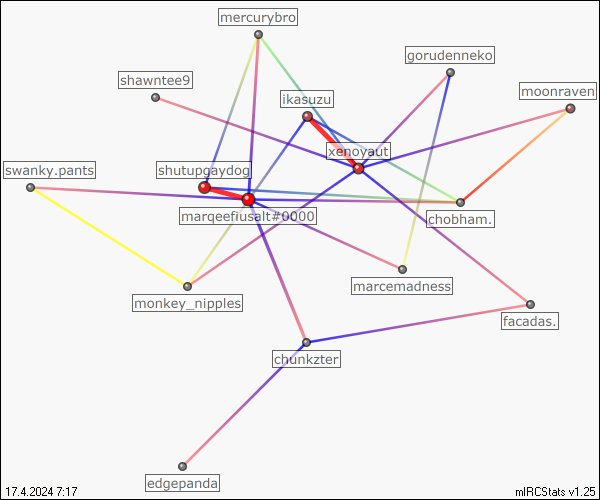 mercurybro
gorudenneko
shawntee9
moonraven
ikasuzu
xenoyaut
swanky.pants
shutupgaydog
marqeefiusalt#0000
chobham.
marcemadness
monkey_nipples
facadas.
chunkzter
edgepanda
17.4.2024 7:17
mIRCStats v1.25